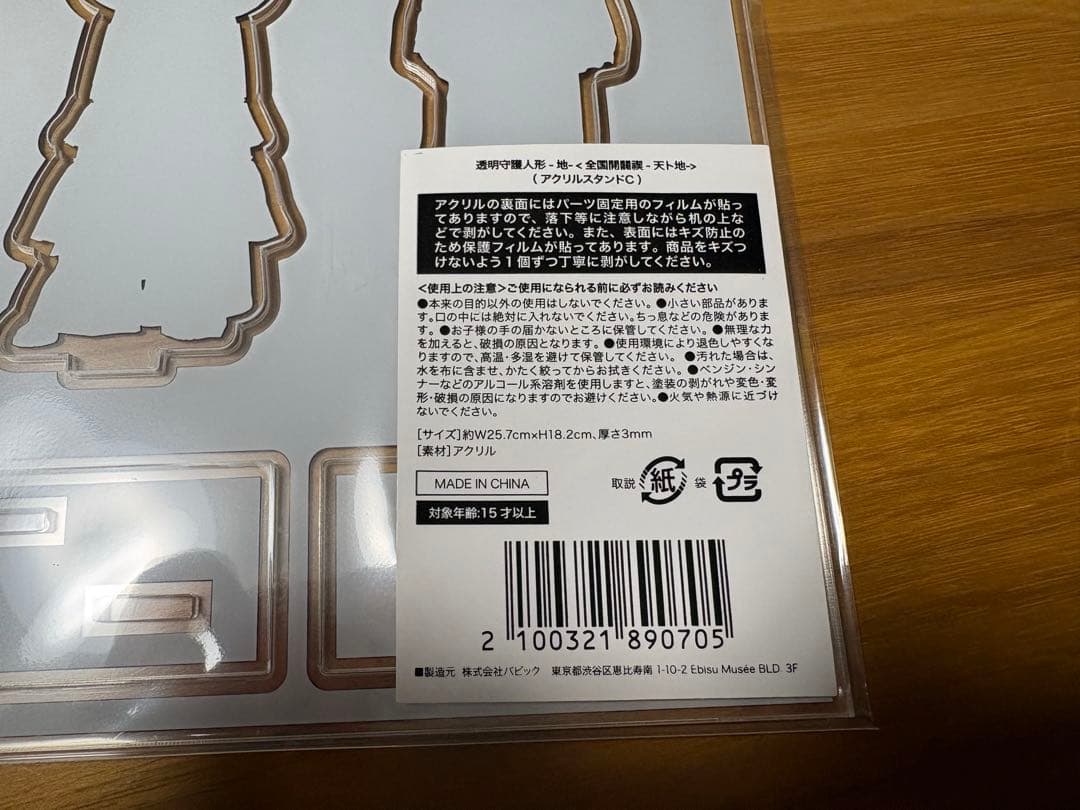 透明守護人形 - 地-< 全国開闢禊 - 天ト地->
( アクリルスタンドC )
アクリルの裏面にはパーツ固定用のフィルムが貼っ
てありますので、落下等に注意しながら机の上な
どで剥がしてください。また、表面にはキズ防止の
ため保護フィルムが貼ってあります。商品をキズつ
けないよう１個ずつ丁寧に剥がしてください。
<使用上の注意>ご使用になられる前に必ずお読みください
●本来の目的以外の使用はしないでください。●小さい部品がありま
す。口の中には絶対に入れないでください。ちっ息などの危険がありま
す。●お子様の手の届かないところに保管してください。●無理な力
を加えると、破損の原因となります。●使用環境により退色しやすくな
りますので、高温・多湿を避けて保管してください。 ●汚れた場合は、
水を布に含ませ、かたく絞ってからお拭きください。●ベンジン・シン
ナーなどのアルコール系溶剤を使用しますと、塗装の剥がれや変色・変
形・破損の原因になりますのでお避けください。●火気や熱源に近づけ
ないでください。
[サイズ]約W25.7cm×H18.2cm、厚さ3mm
[素材]アクリル
MADE IN CHINA
取説 紙 袋 プラ
対象年齢:15才以上
2 100321 890705
■製造元 株式会社バビック 東京都渋谷区恵比寿南 1-10-2 Ebisu Musée BLD. 3F